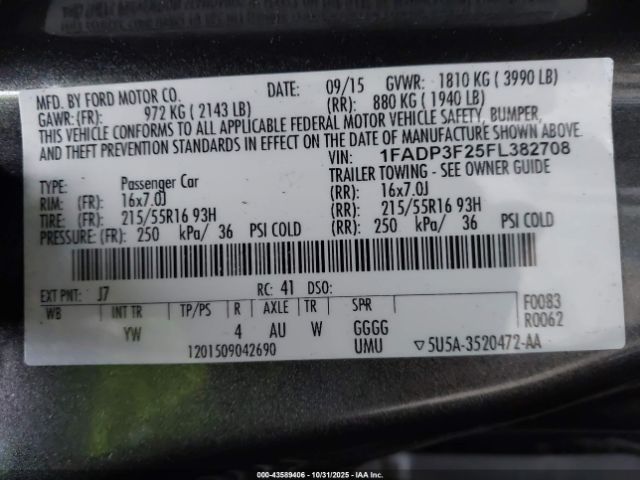 MFD. BY FORD MOTOR CO. DATE: 09/15 GVWR: 1810 KG ( 3990 LB)
GAWR: (FR): 972 KG ( 2143 LB) (RR): 880 KG ( 1940 LB)
THIS VEHICLE CONFORMS TO ALL APPLICABLE FEDERAL MOTOR VEHICLE SAFETY, BUMPER,
AND THEFT PREVENTION STANDARDS IN EFFECT ON THE DATE OF MANUFACTURE SHOWN ABOVE.
VIN: 1FADP3F25FL382708
TYPE: Passenger Car TRAILER TOWING - SEE OWNER GUIDE
RIM: (FR): 16x7.0J (RR): 16x7.0J
TIRE: (FR): 215/55R16 93H (RR): 215/55R16 93H
PRESSURE: (FR): 250 kPa/ 36 PSI COLD (RR): 250 kPa/ 36 PSI COLD
EXT PNT: J7 RC: 41 DSO:
WB INT TR TP/PS R AXLE TR SPR F0083
YW 4 AU W GGGG R0062
1201509042690 UMU ▽5U5A-3520472-AA
000-43589406 - 10/31/2025 - IAA Inc.